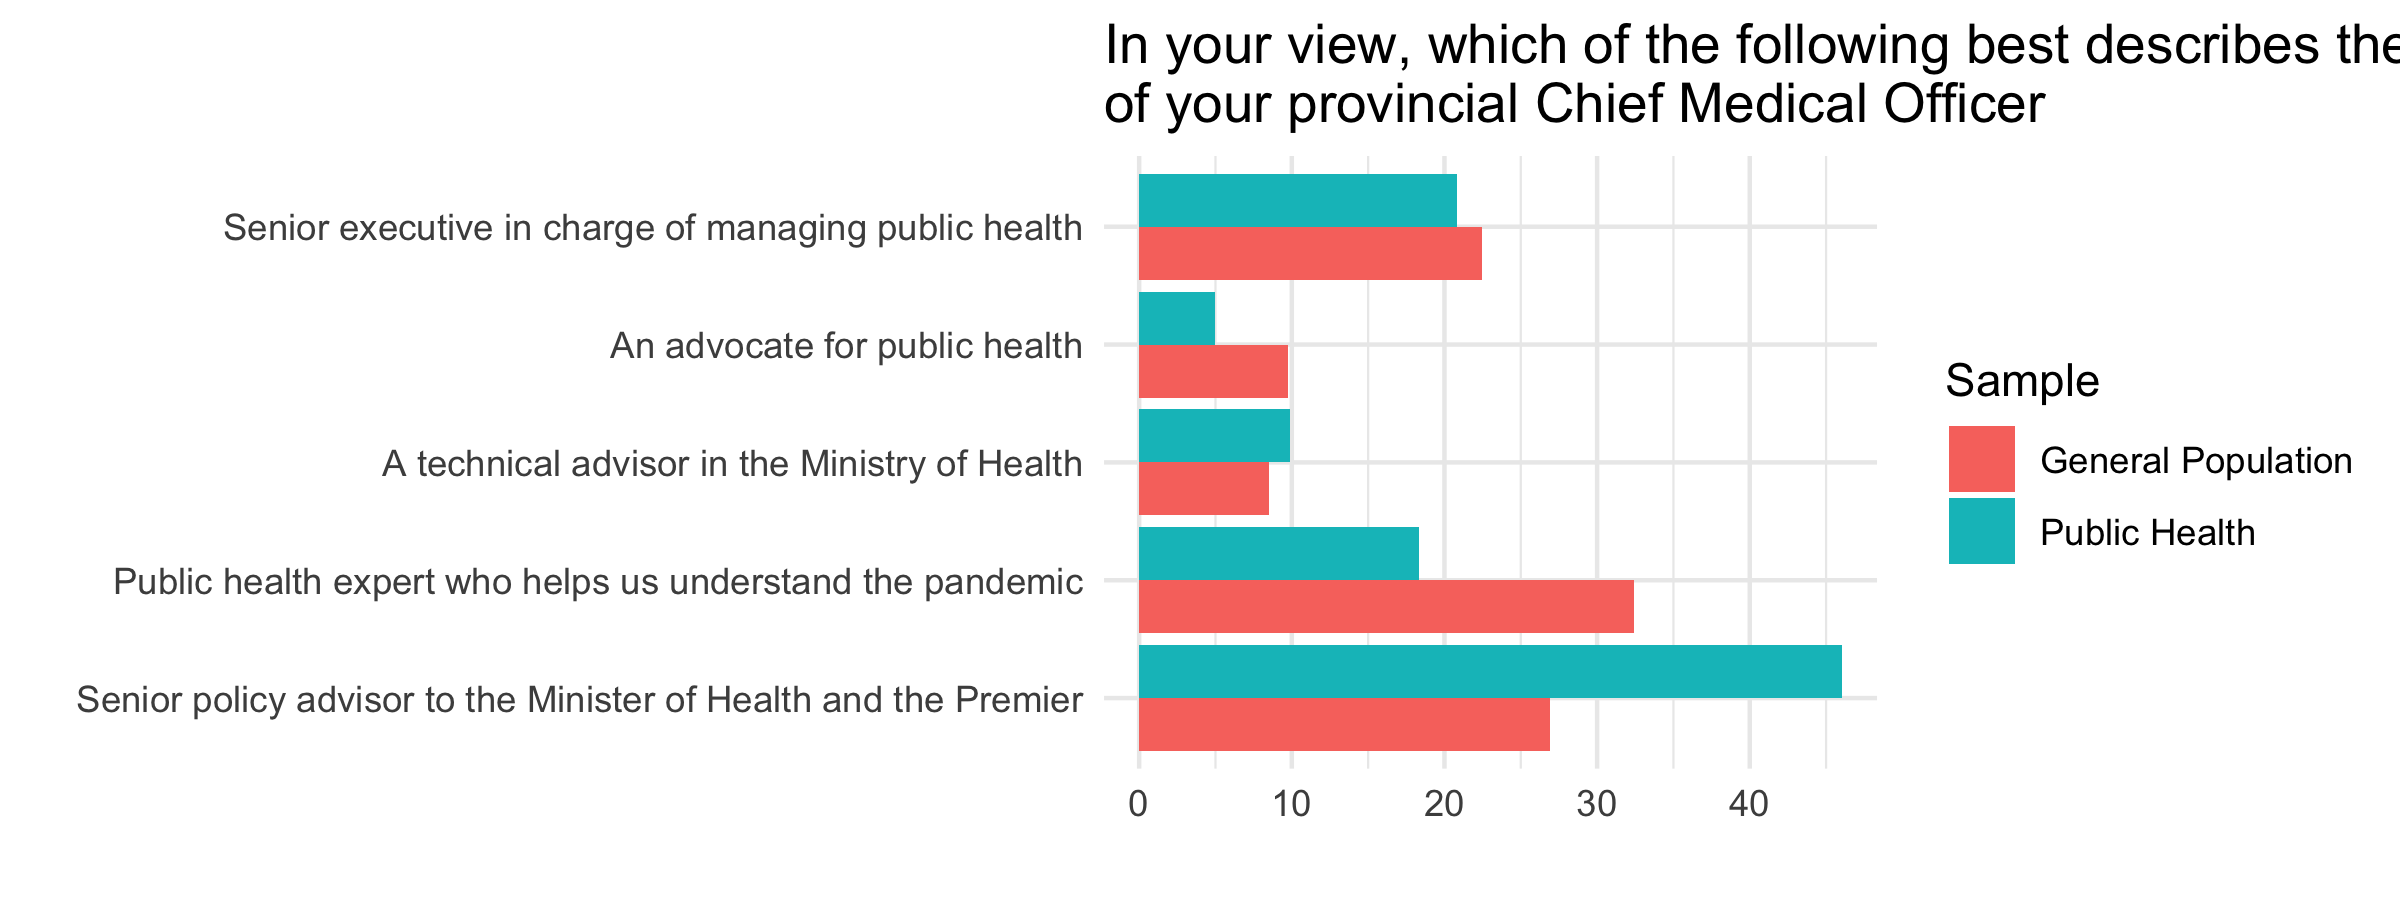 In your view, which of the following best describes the
of your provincial Chief Medical Officer
Senior executive in charge of managing public health
An advocate for public health
A technical advisor in the Ministry of Health
Public health expert who helps us understand the pandemic
Senior policy advisor to the Minister of Health and the Premier
0 10 20 30 40
Sample
General Population
Public Health